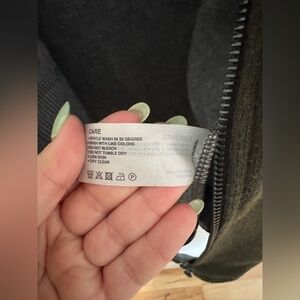 CARE
• GENTLE WASH IN 30 DEGREE
• WASH WITH LIKE COLORS
• DO NOT BLEACH
• DO NOT TUMBLE DRY
• LOW IRON
• DRY CLEAN
P